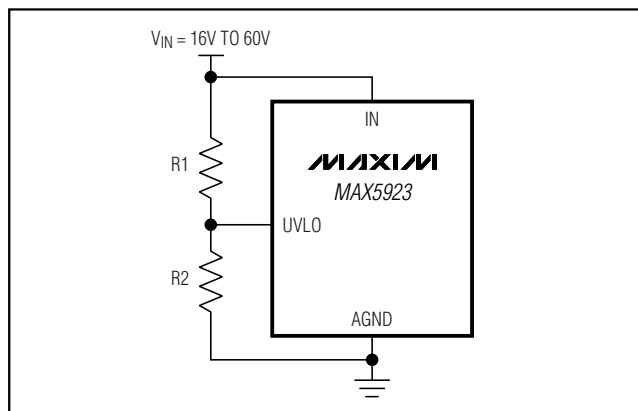 V_IN = 16V TO 60V
IN
R1
MAXIM
MAX5923
UVLO
R2
AGND